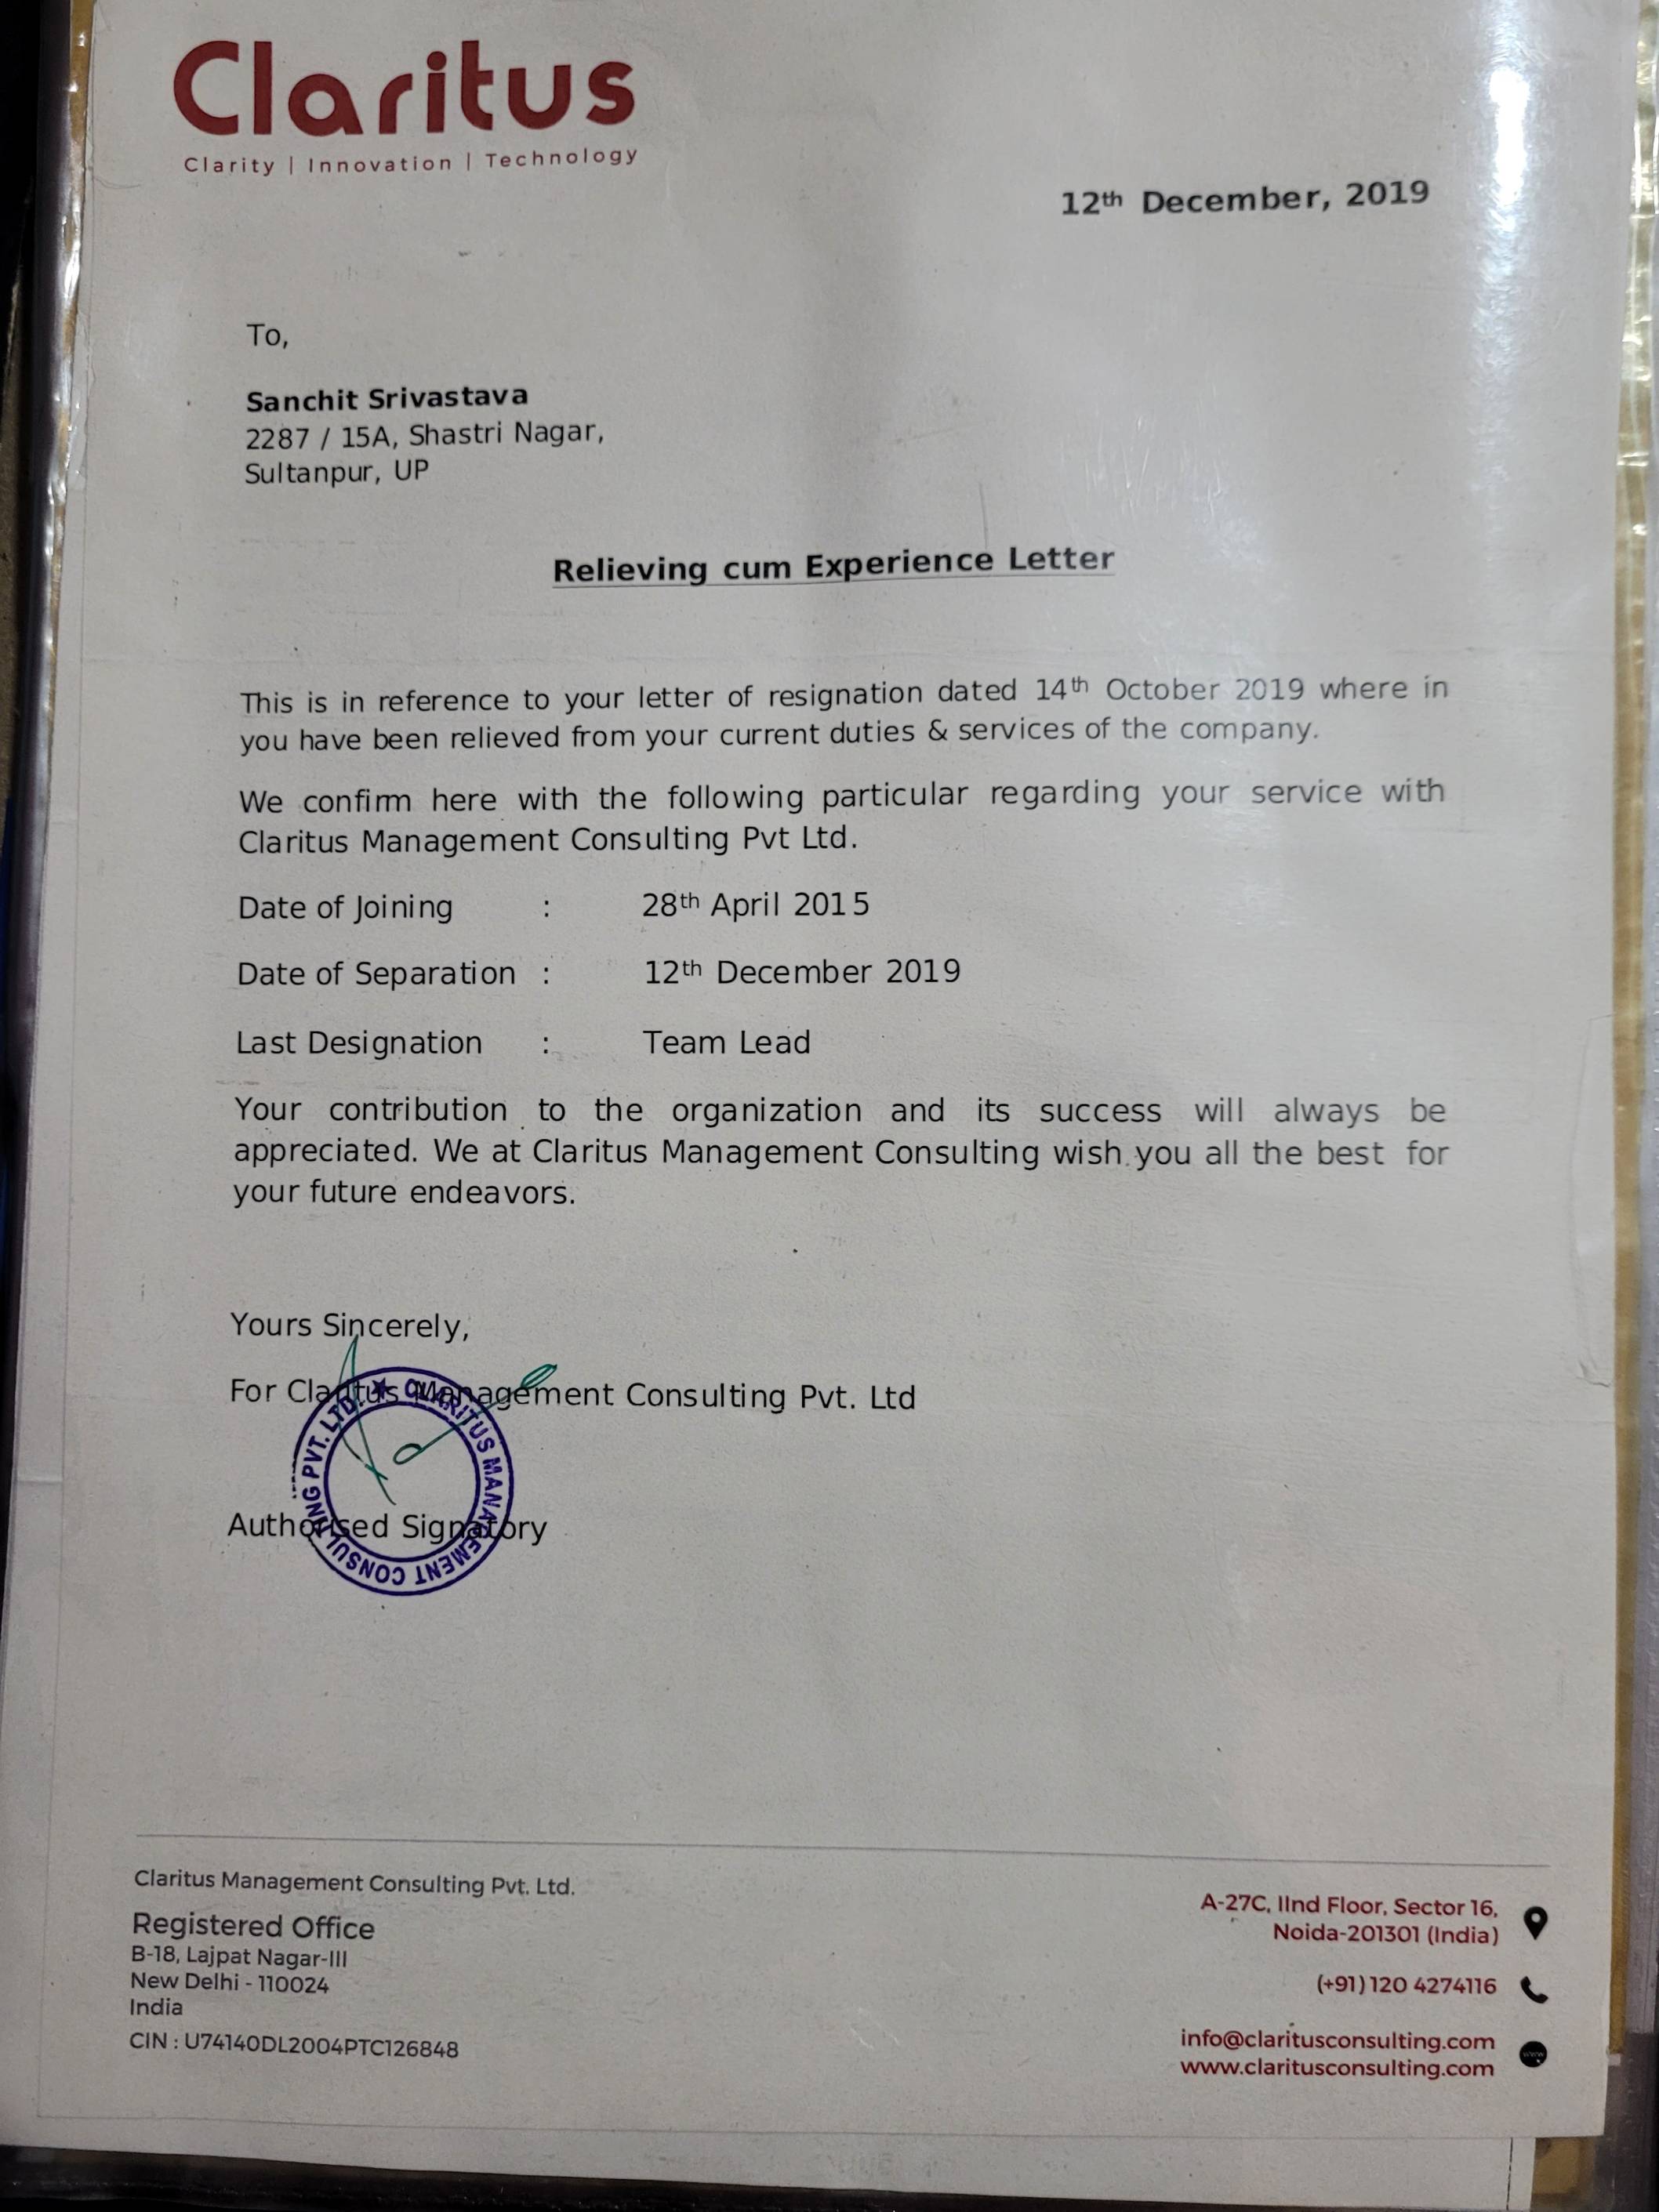 Claritus
Clarity | Innovation | Technology
12th December, 2019
To,
Sanchit Srivastava
2287 / 15A, Shastri Nagar,
Sultanpur, UP
Relieving cum Experience Letter
This is in reference to your letter of resignation dated 14th October 2019 where in
you have been relieved from your current duties & services of the company.
We confirm here with the following particular regarding your service with
Claritus Management Consulting Pvt Ltd.
Date of Joining : 28th April 2015
Date of Separation : 12th December 2019
Last Designation : Team Lead
Your contribution to the organization and its success will always be
appreciated. We at Claritus Management Consulting wish you all the best for
your future endeavors.
Yours Sincerely,
For Claritus Management Consulting Pvt. Ltd
★ CLARITUS MANAGEMENT CONSULTING PVT. LTD.
Authorised Signatory
Claritus Management Consulting Pvt. Ltd.
Registered Office
B-18, Lajpat Nagar-III
New Delhi - 110024
India
CIN : U74140DL2004PTC126848
A-27C, IInd Floor, Sector 16,
Noida-201301 (India)
(+91) 120 4274116
info@claritusconsulting.com
www.claritusconsulting.com